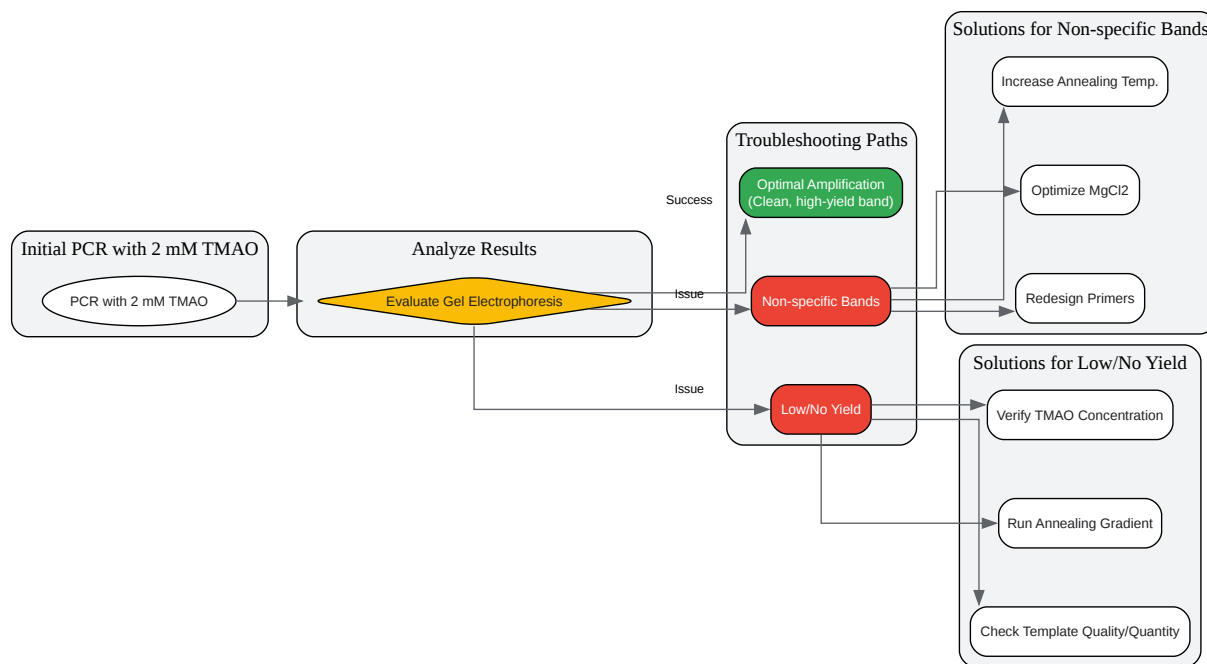 Initial PCR with 2 mM TMAO
PCR with 2 mM TMAO
Analyze Results
Evaluate Gel Electrophoresis
Success
Issue
Issue
Troubleshooting Paths
Optimal Amplification
(Clean, high-yield band)
Non-specific Bands
Low/No Yield
Solutions for Non-specific Bands
Increase Annealing Temp.
Optimize MgCl2
Redesign Primers
Solutions for Low/No Yield
Verify TMAO Concentration
Run Annealing Gradient
Check Template Quality/Quantity